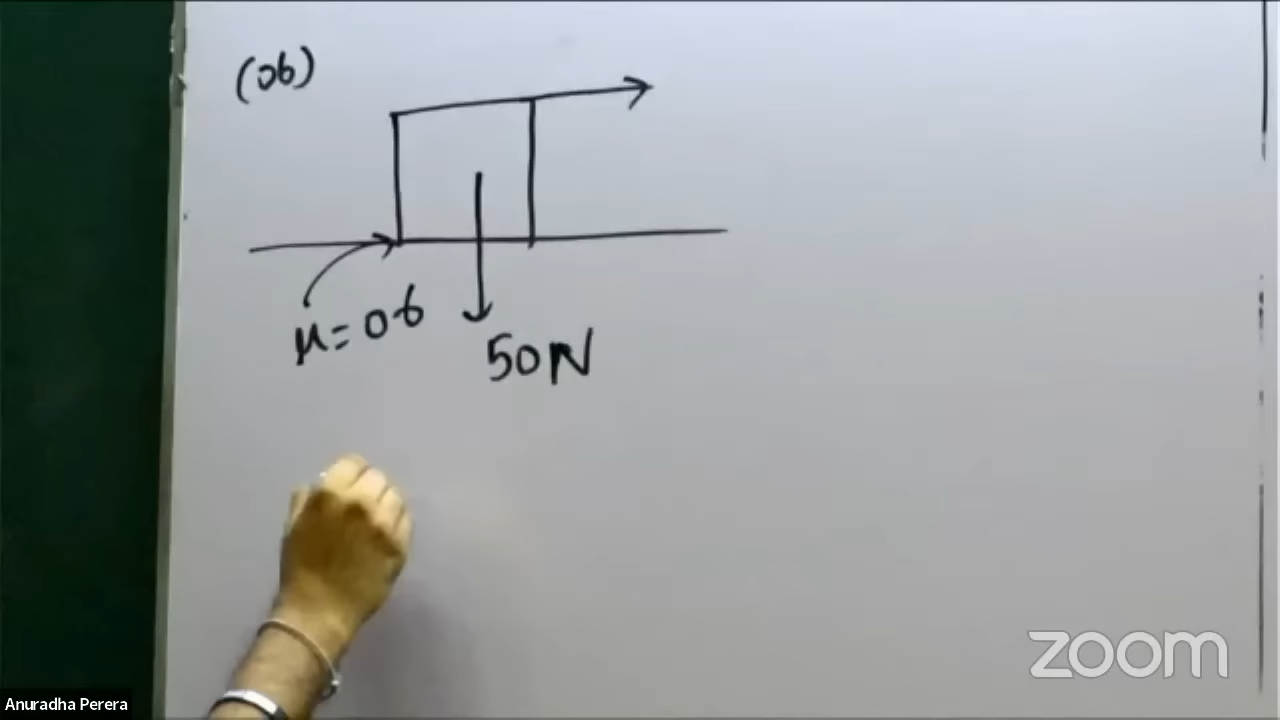 (06)
μ = 0.6
50N
zoom
Anuradha Perera